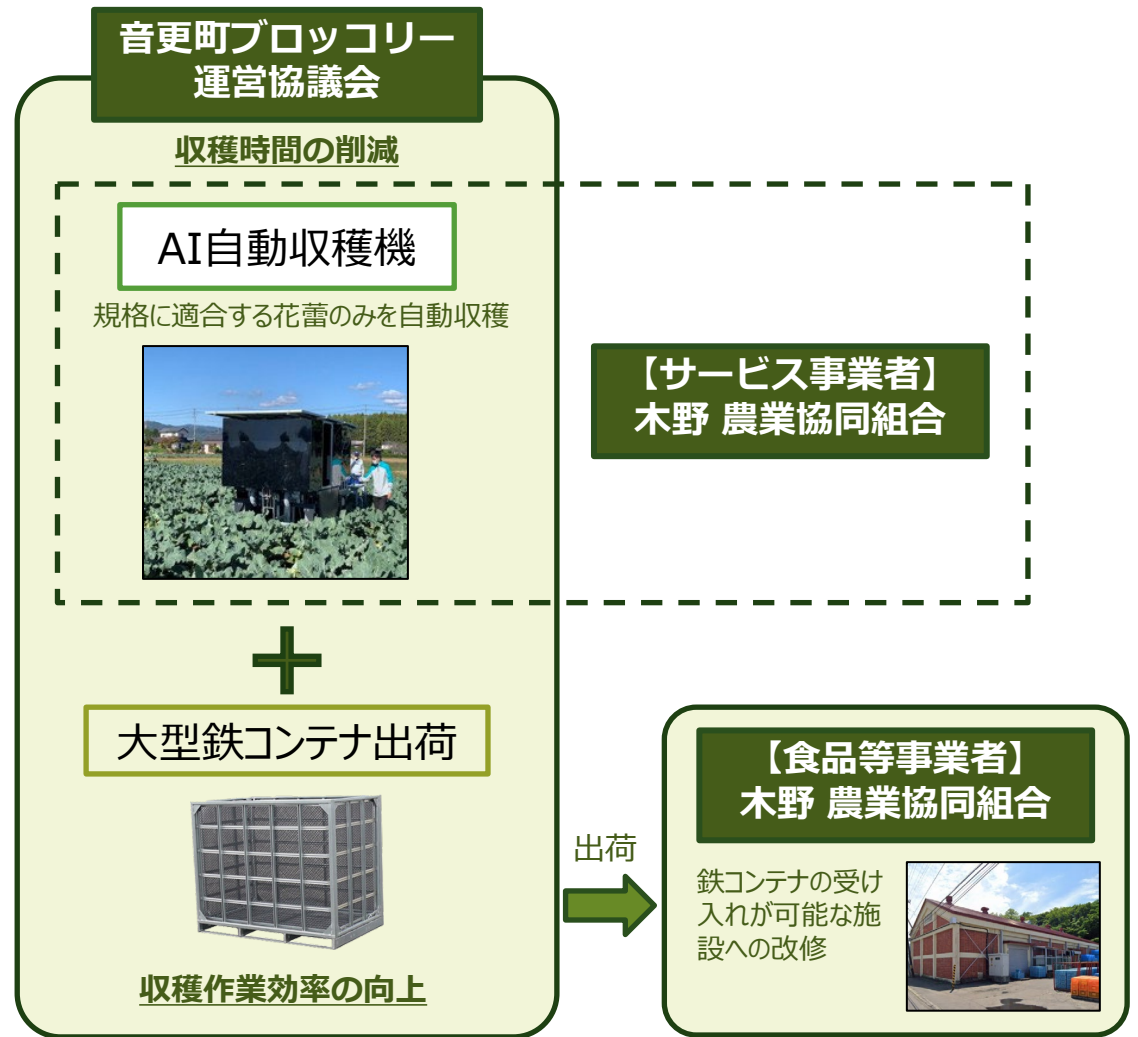 音更町ブロッコリー
運営協議会
収穫時間の削減
AI自動収穫機
規格に適合する花蕾のみを自動収穫
【サービス事業者】
木野 農業協同組合
大型鉄コンテナ出荷
収穫作業効率の向上
出荷
【食品等事業者】
木野 農業協同組合
鉄コンテナの受け
入れが可能な施
設への改修